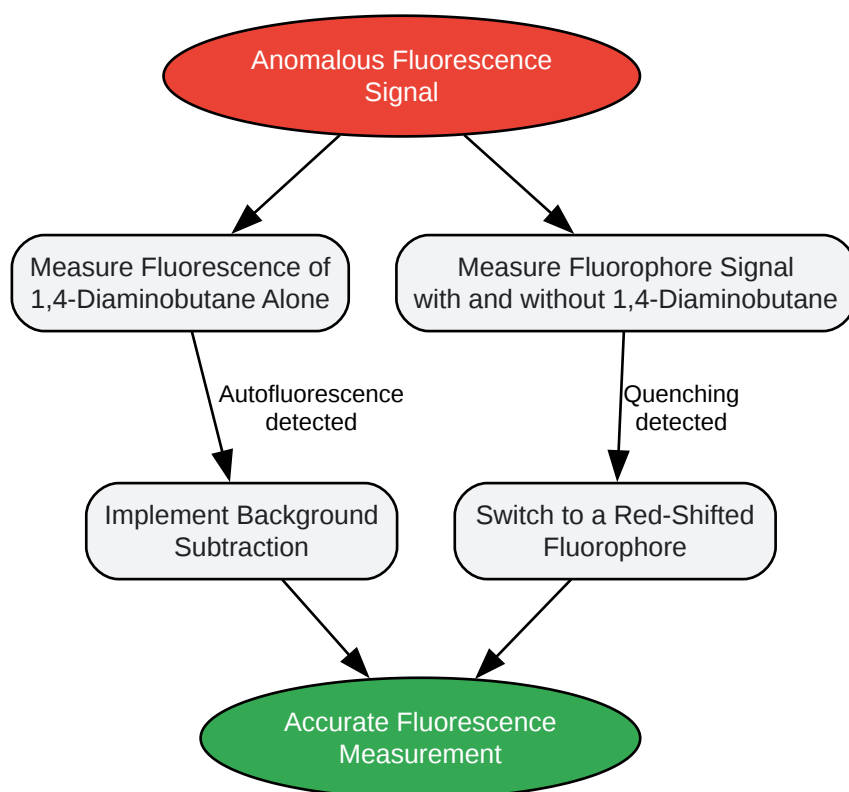 Anomalous Fluorescence
Signal
Measure Fluorescence of
1,4-Diaminobutane Alone
Measure Fluorophore Signal
with and without 1,4-Diaminobutane
Autofluorescence
detected
Quenching
detected
Implement Background
Subtraction
Switch to a Red-Shifted
Fluorophore
Accurate Fluorescence
Measurement